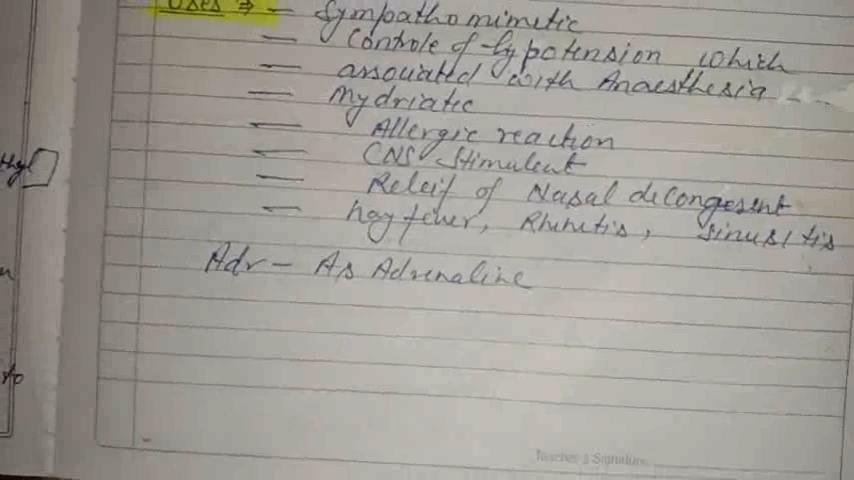 Uses ⇒ - Sympathomimetic
- Controle of hypotension which
- associated with Anaesthesia
- Mydriatic
- Allergic reaction
- CNS Stimulent
- Releif of Nasal decongesent
- hay fever, Rhinitis, sinusitis
Adr - As Adrenaline
Teacher's Signature